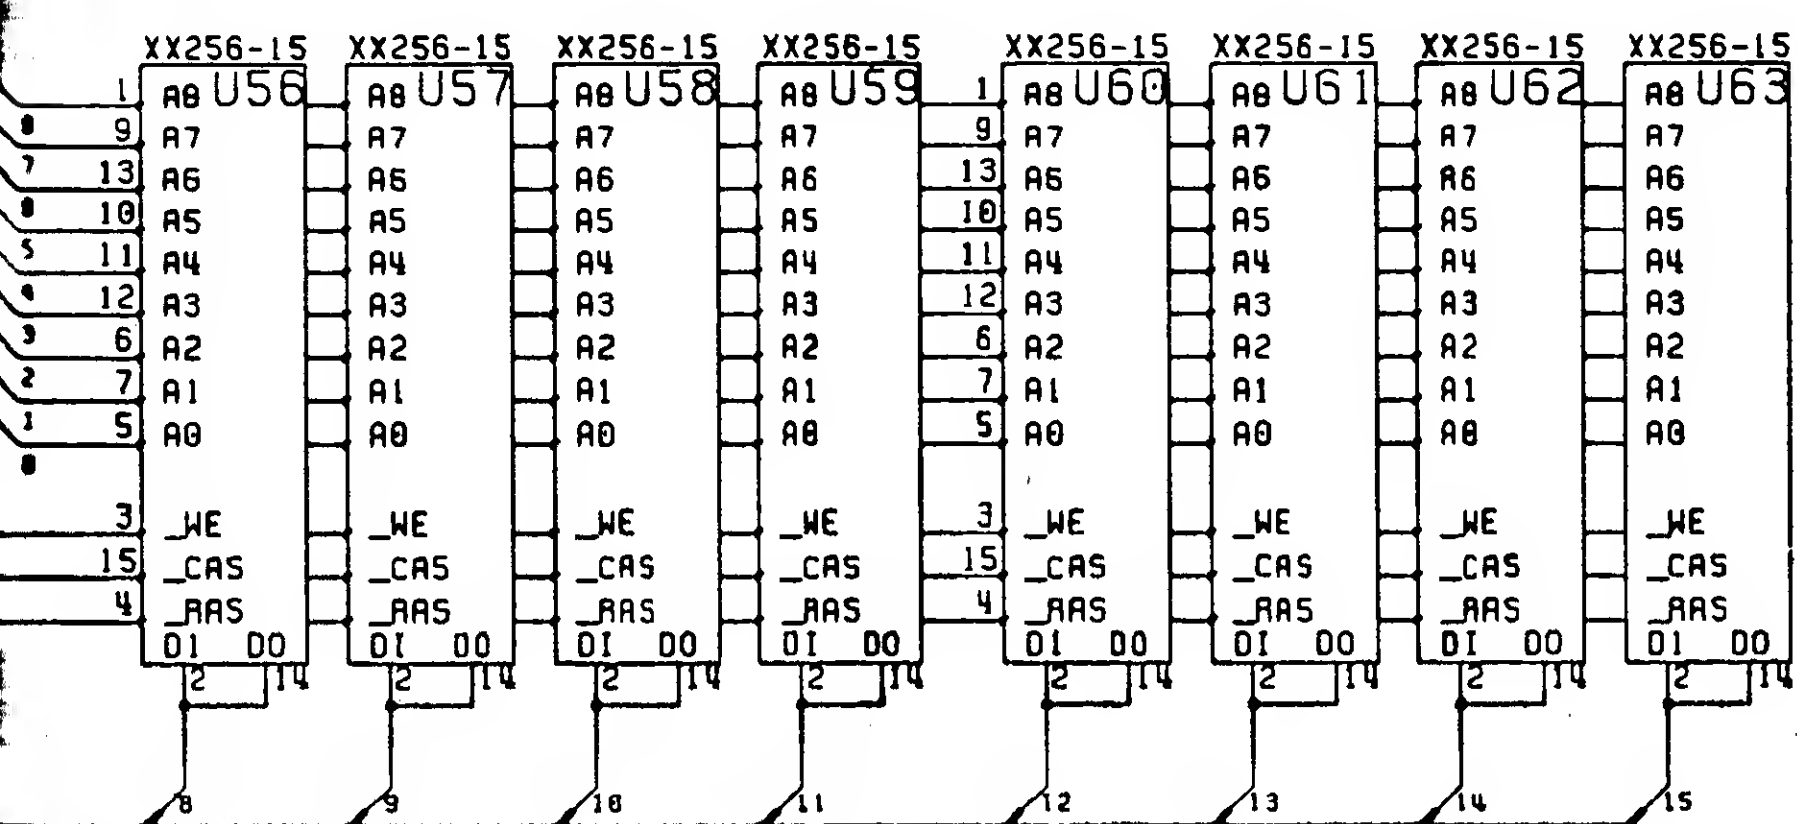 XX256-15 XX256-15 XX256-15 XX256-15 XX256-15 XX256-15 XX256-15 XX256-15
1 A8 U56 A8 U57 A8 U58 A8 U59 1 A8 U60 A8 U61 A8 U62 A8 U63
8 9 A7 A7 A7 A7 9 A7 A7 A7 A7
7 13 A6 A6 A6 A6 13 A6 A6 A6 A6
10 A5 A5 A5 A5 10 A5 A5 A5 A5
5 11 A4 A4 A4 A4 11 A4 A4 A4 A4
4 12 A3 A3 A3 A3 12 A3 A3 A3 A3
3 6 A2 A2 A2 A2 6 A2 A2 A2 A2
2 7 A1 A1 A1 A1 7 A1 A1 A1 A1
1 5 A0 A0 A0 A0 5 A0 A0 A0 A0
0
3 _WE _WE _WE _WE 3 _WE _WE _WE _WE
15 _CAS _CAS _CAS _CAS 15 _CAS _CAS _CAS _CAS
4 _RAS _RAS _RAS _RAS 4 _RAS _RAS _RAS _RAS
DI DO DI DO DI DO DI DO DI DO DI DO DI DO DI DO
2 14 2 14 2 14 2 14 2 14 2 14 2 14 2 14
8 9 10 11 12 13 14 15